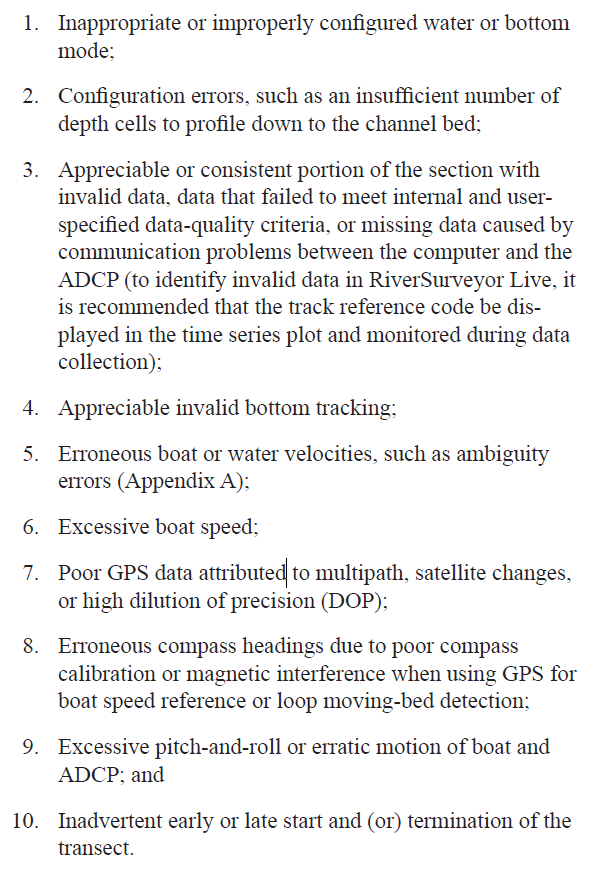 1. Inappropriate or improperly configured water or bottom
mode;
2. Configuration errors, such as an insufficient number of
depth cells to profile down to the channel bed;
3. Appreciable or consistent portion of the section with
invalid data, data that failed to meet internal and user-
specified data-quality criteria, or missing data caused by
communication problems between the computer and the
ADCP (to identify invalid data in RiverSurveyor Live, it
is recommended that the track reference code be dis-
played in the time series plot and monitored during data
collection);
4. Appreciable invalid bottom tracking;
5. Erroneous boat or water velocities, such as ambiguity
errors (Appendix A);
6. Excessive boat speed;
7. Poor GPS data attributed to multipath, satellite changes,
or high dilution of precision (DOP);
8. Erroneous compass headings due to poor compass
calibration or magnetic interference when using GPS for
boat speed reference or loop moving-bed detection;
9. Excessive pitch-and-roll or erratic motion of boat and
ADCP; and
10. Inadvertent early or late start and (or) termination of the
transect.